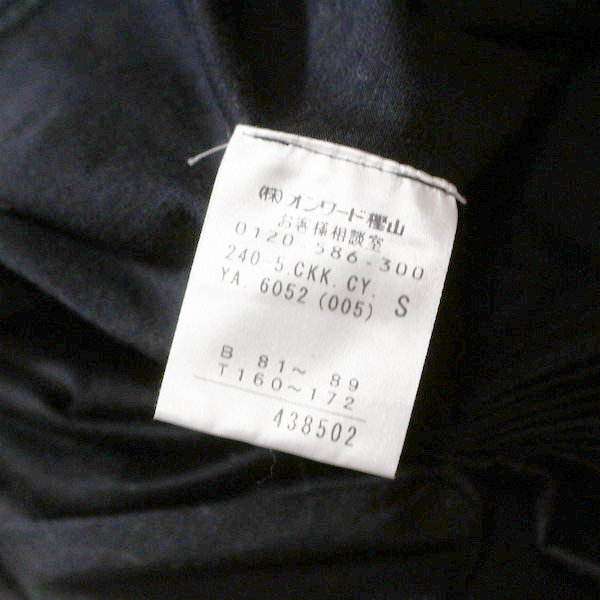 (株)オンワード樫山
お客様相談室
0120-586-300
240-5.CKK.CY.
YA.6052(005) S
B 81～ 89
T160～172
438502